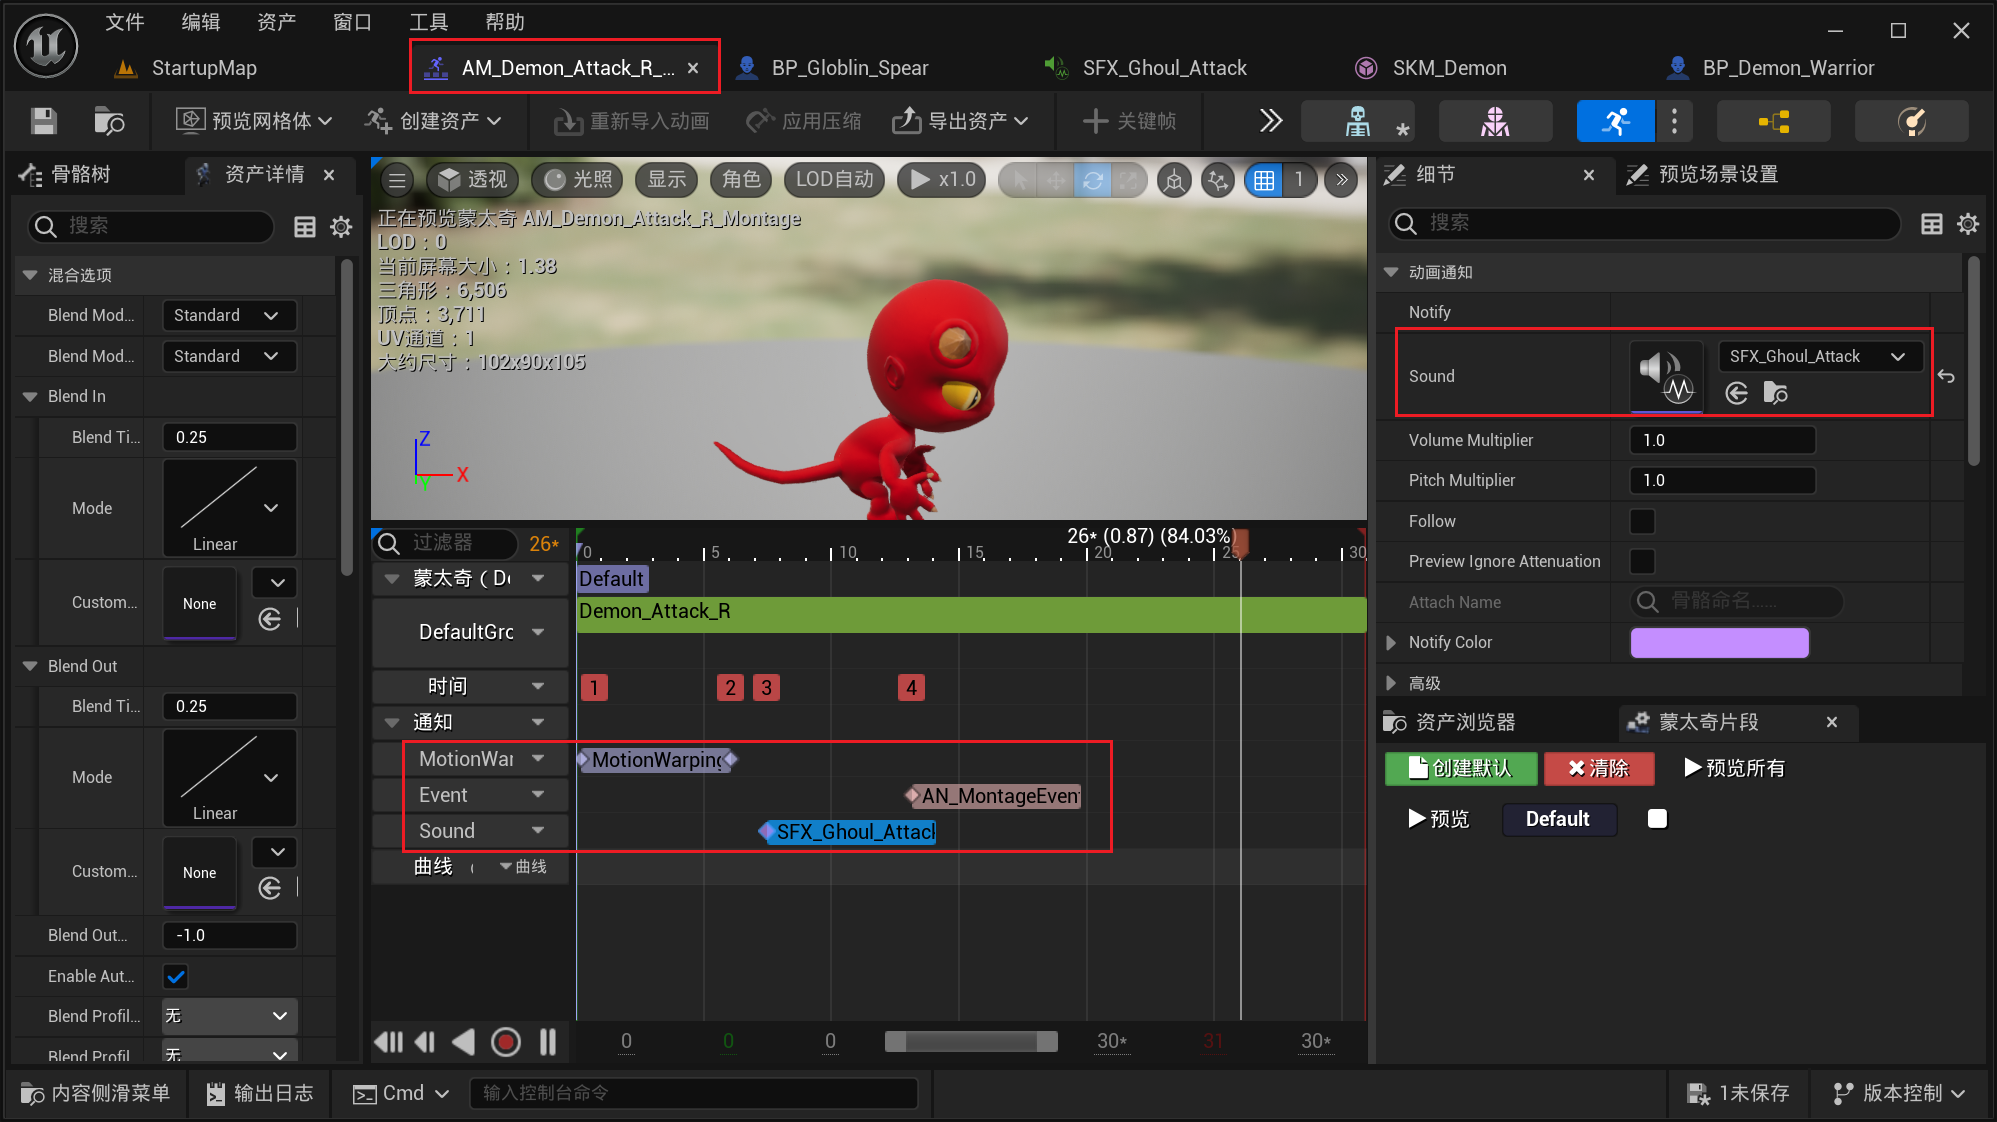 文件 编辑 资产 窗口 工具 帮助
StartupMap AM_Demon_Attack_R_... BP_Globlin_Spear SFX_Ghoul_Attack SKM_Demon BP_Demon_Warrior
预览网格体 创建资产 重新导入动画 应用压缩 导出资产 关键帧
骨骼树 资产详情
搜索
混合选项
Blend Mod... Standard
Blend Mod... Standard
Blend In
Blend Ti... 0.25
Mode
Linear
Custom... None
Blend Out
Blend Ti... 0.25
Mode
Linear
Custom... None
Blend Out... -1.0
Enable Aut...
Blend Profil... 无
Blend Profil 无
透视 光照 显示 角色 LOD自动 x1.0 1
正在预览蒙太奇 AM_Demon_Attack_R_Montage
LOD：0
当前屏幕大小：1.38
三角形：6,506
顶点：3,711
UV通道：1
大约尺寸：102x90x105
Z
X
Y
过滤器 26*
26* (0.87) (84.03%)
0 5 10 15 20 25 30
蒙太奇（De Default
Demon_Attack_R
DefaultGro
时间 1 2 3 4
通知
MotionWar MotionWarping
Event AN_MontageEvent
Sound SFX_Ghoul_Attack
曲线 （ 曲线
0 0 0 30* 31 30*
细节 预览场景设置
搜索
动画通知
Notify
Sound SFX_Ghoul_Attack
Volume Multiplier 1.0
Pitch Multiplier 1.0
Follow
Preview Ignore Attenuation
Attach Name 骨骼命名......
Notify Color
高级
资产浏览器 蒙太奇片段
创建默认 清除 预览所有
预览 Default
内容侧滑菜单 输出日志 Cmd 输入控制台命令 1未保存 版本控制